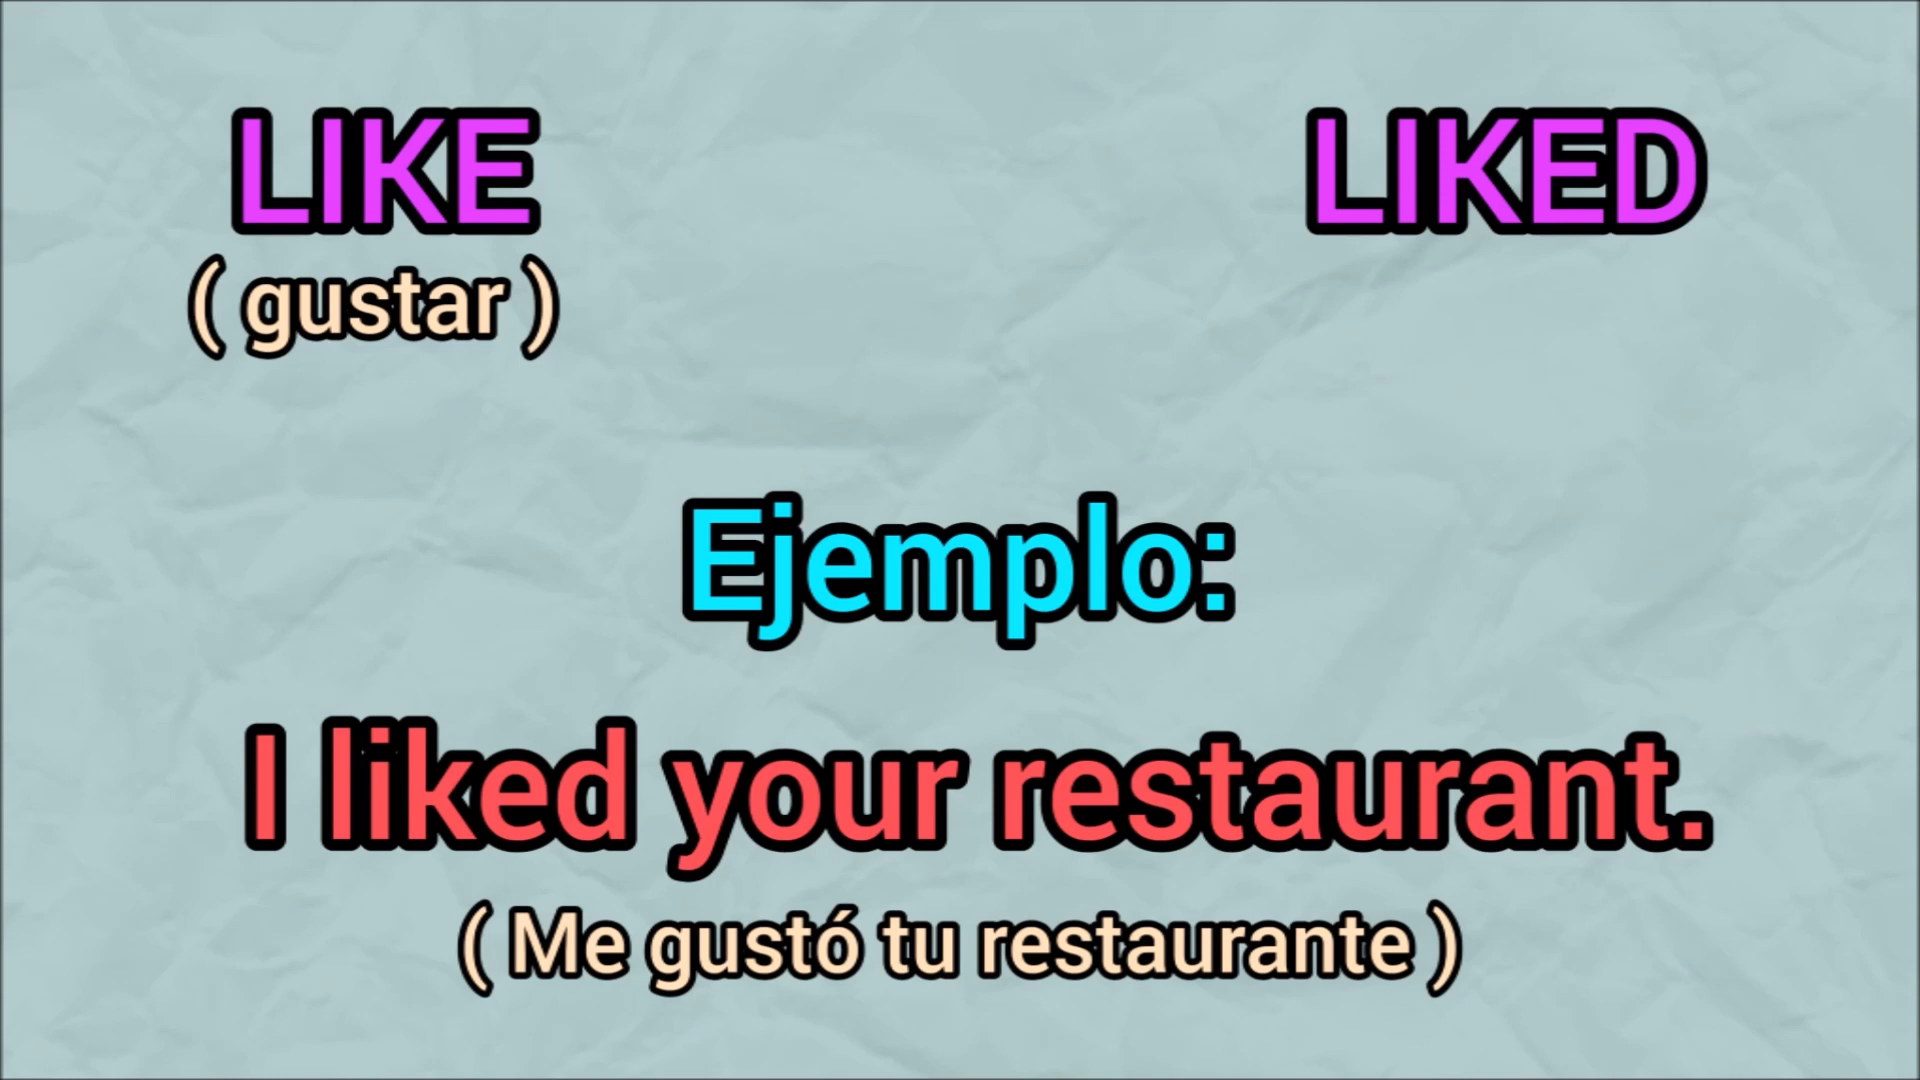 LIKE LIKED
( gustar )
Ejemplo:
I liked your restaurant.
( Me gustó tu restaurante )